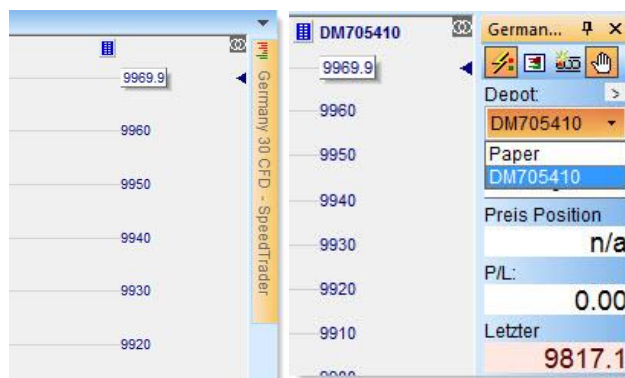 9969.9
9960
9950
9940
9930
9920
Germany 30 CFD - SpeedTrader
DM705410
9969.9
9960
9950
9940
9930
9920
9910
German...
Depot:
DM705410
Paper
DM705410
Preis Position
n/a
P/L:
0.00
Letzter
9817.1